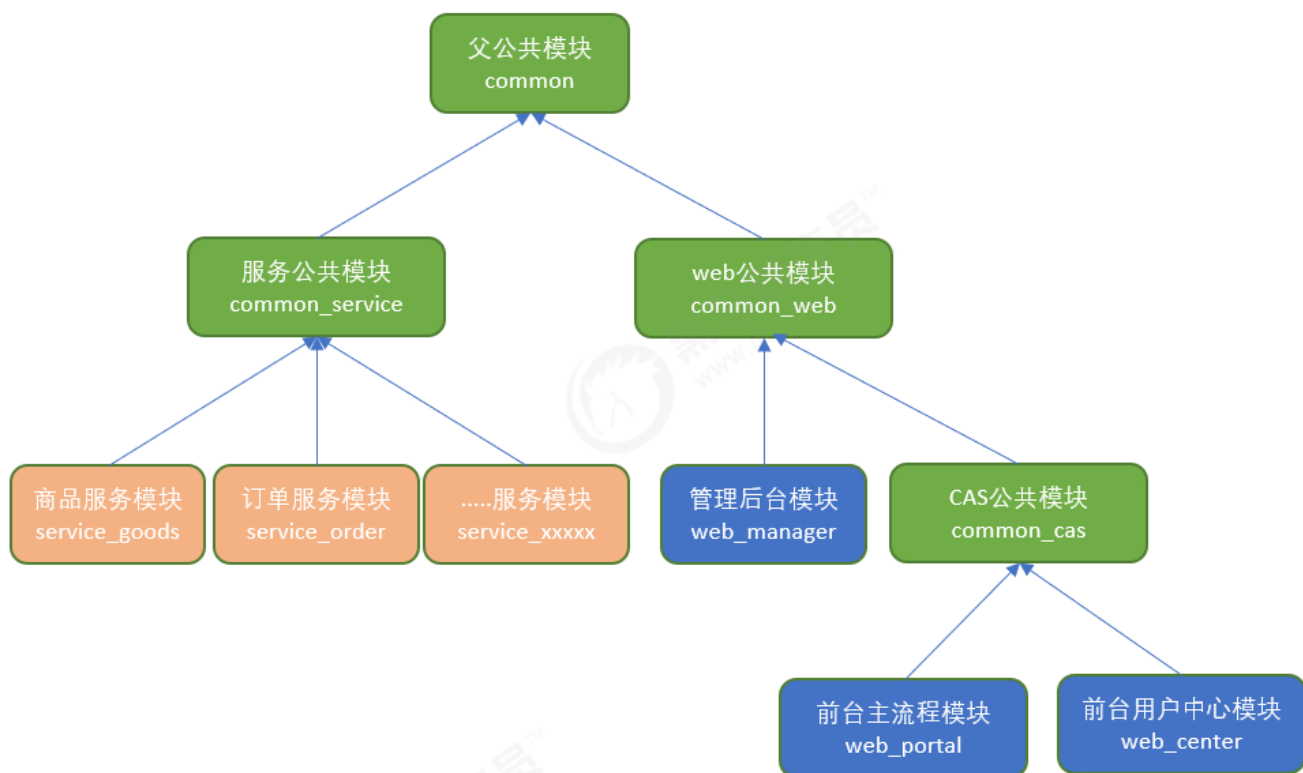 父公共模块
common
服务公共模块
common_service
web公共模块
common_web
商品服务模块
service_goods
订单服务模块
service_order
.....服务模块
service_xxxxx
管理后台模块
web_manager
CAS公共模块
common_cas
前台主流程模块
web_portal
前台用户中心模块
web_center